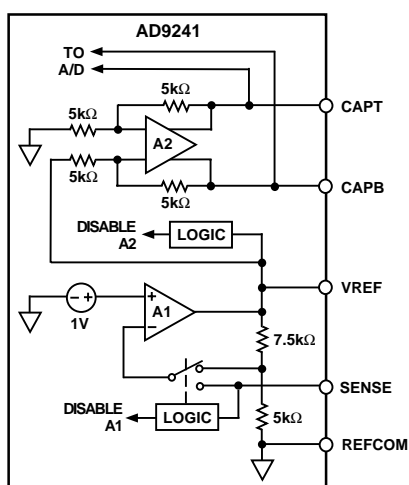 AD9241
TO
A/D
5kΩ
CAPT
5kΩ
A2
5kΩ
5kΩ
CAPB
DISABLE
A2
LOGIC
VREF
1V
A1
7.5kΩ
SENSE
DISABLE
A1
LOGIC
5kΩ
REFCOM